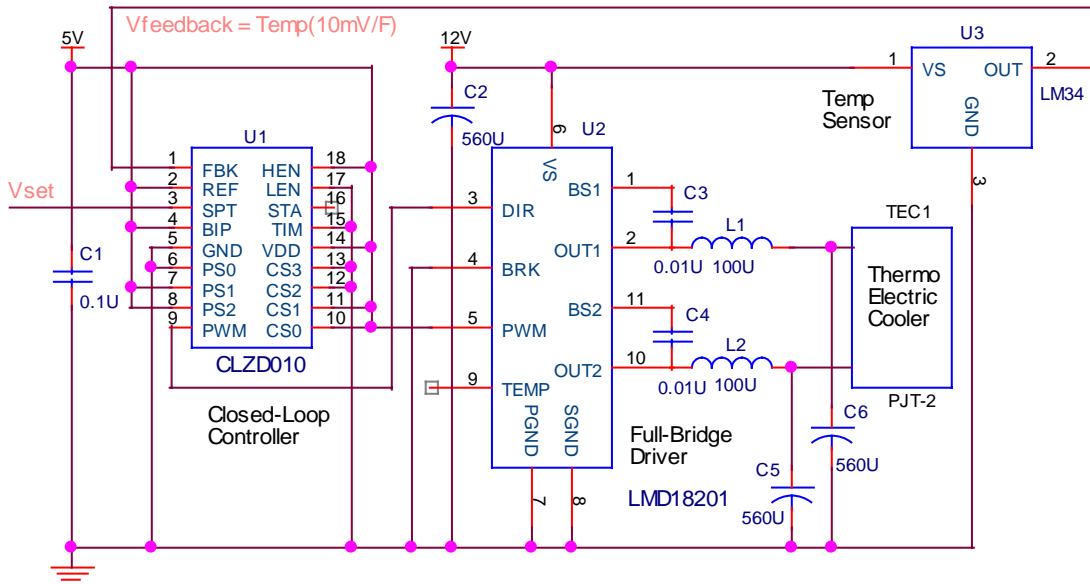 Vfeedback = Temp(10mV/F)
5V
12V
U3
1
VS
OUT
2
GND
3
LM34
Temp
Sensor
C2
560U
U1
1
FBK
HEN
18
2
REF
LEN
17
3
SPT
STA
16
4
BIP
TIM
15
5
GND
VDD
14
6
PS0
CS3
13
7
PS1
CS2
12
8
PS2
CS1
11
9
PWM
CS0
10
CLZD010
Vset
C1
0.1U
Closed-Loop
Controller
U2
6
VS
3
DIR
BS1
1
OUT1
2
4
BRK
BS2
11
5
PWM
OUT2
10
9
TEMP
PGND
SGND
7
8
Full-Bridge
Driver
LMD18201
C3
0.01U
L1
100U
C4
0.01U
L2
100U
TEC1
Thermo
Electric
Cooler
PJT-2
C6
560U
C5
560U